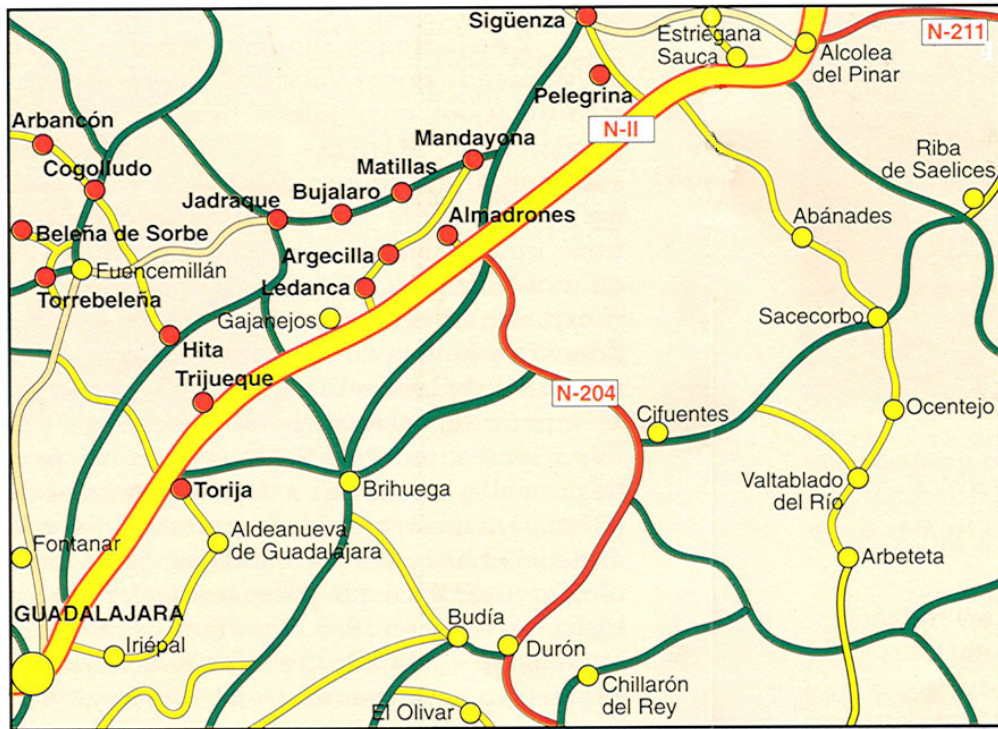 Sigüenza
Estriégana
Sauca
N-211
Alcolea
del Pinar
Pelegrina
N-II
Arbancón
Mandayona
Cogolludo
Matillas
Riba
de Saelices
Jadraque
Bujalaro
Almadrones
Abánades
Beleña de Sorbe
Argecilla
Fuencemillán
Torrebeleña
Ledanca
Gajanejos
Sacecorbo
Hita
Trijueque
N-204
Cifuentes
Ocentejo
Torija
Brihuega
Valtablado
del Río
Aldeanueva
de Guadalajara
Fontanar
Arbeteta
GUADALAJARA
Iriépal
Budía
Durón
Chillarón
del Rey
El Olivar